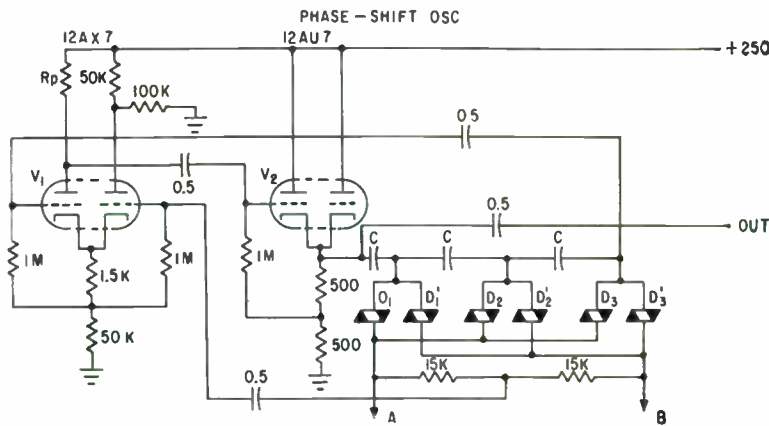 PHASE-SHIFT OSC
12AX7
12AU7
+250
Rp
50K
100K
0.5
V1
0.5
V2
0.5
OUT
C
C
C
1M
1.5K
1M
1M
500
D1
D1'
D2
D2'
D3
D3'
50K
500
0.5
15K
15K
A
B